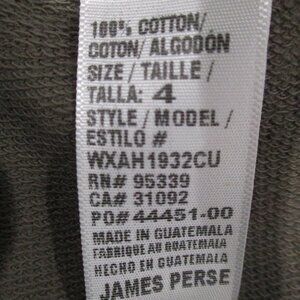 100% COTTON/
COTON/ALGODÓN
SIZE / TAILLE /
TALLA: 4
STYLE / MODEL /
ESTILO #
WXAH1932CU
RN# 95339
CA# 31092
PO# 44451-00
MADE IN GUATEMALA
FABRIQUE AU GUATEMALA
HECHO EN GUATEMALA
JAMES PERSE